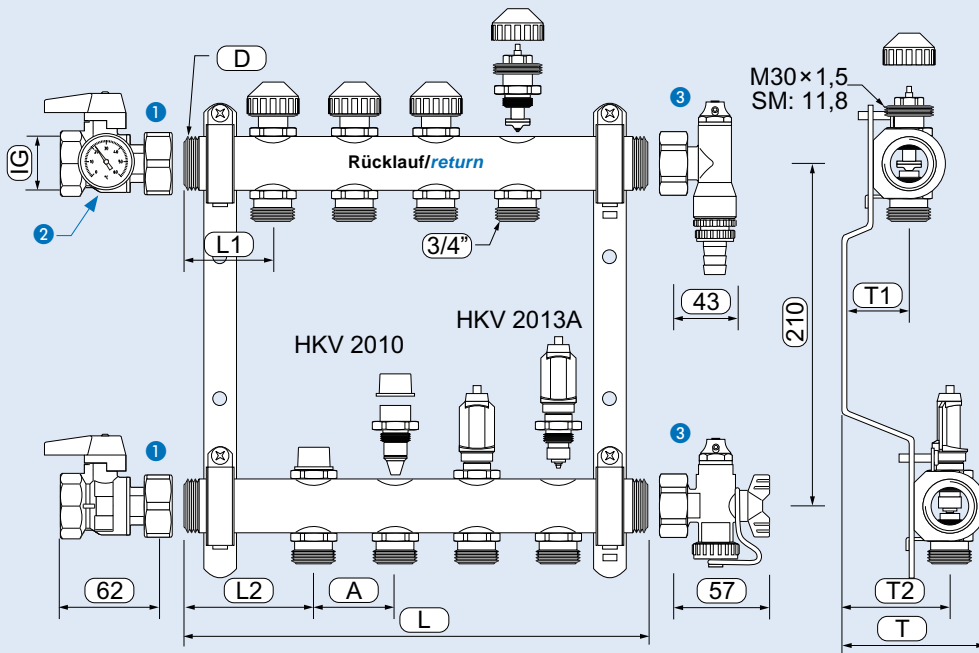 D
M30×1,5
SM: 11,8
1
3
IG
Rücklauf/return
2
L1
3/4”
43
T1
210
HKV 2010
HKV 2013A
1
3
62
L2
A
L
57
T2
T